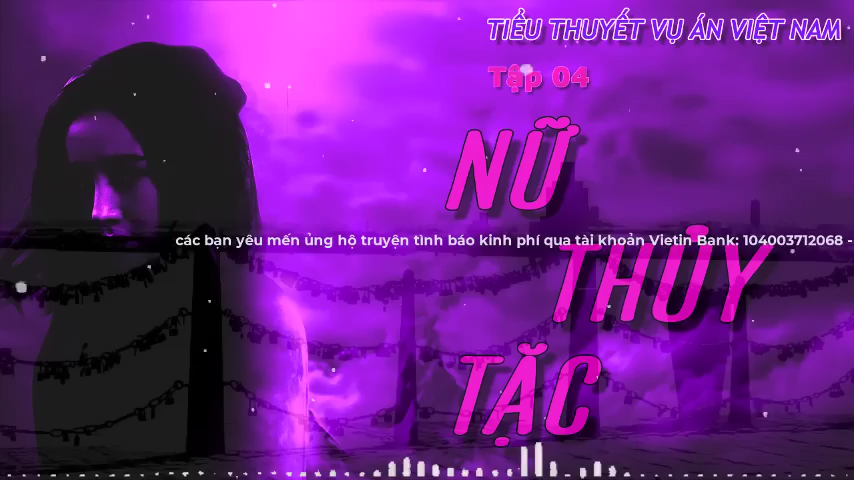 TIỂU THUYẾT VỤ ÁN VIỆT NAM
Tập 04
NỮ
các bạn yêu mến ủng hộ truyện tình báo kinh phí qua tài khoản Vietin Bank: 104003712068 -
THỦY
TẶC